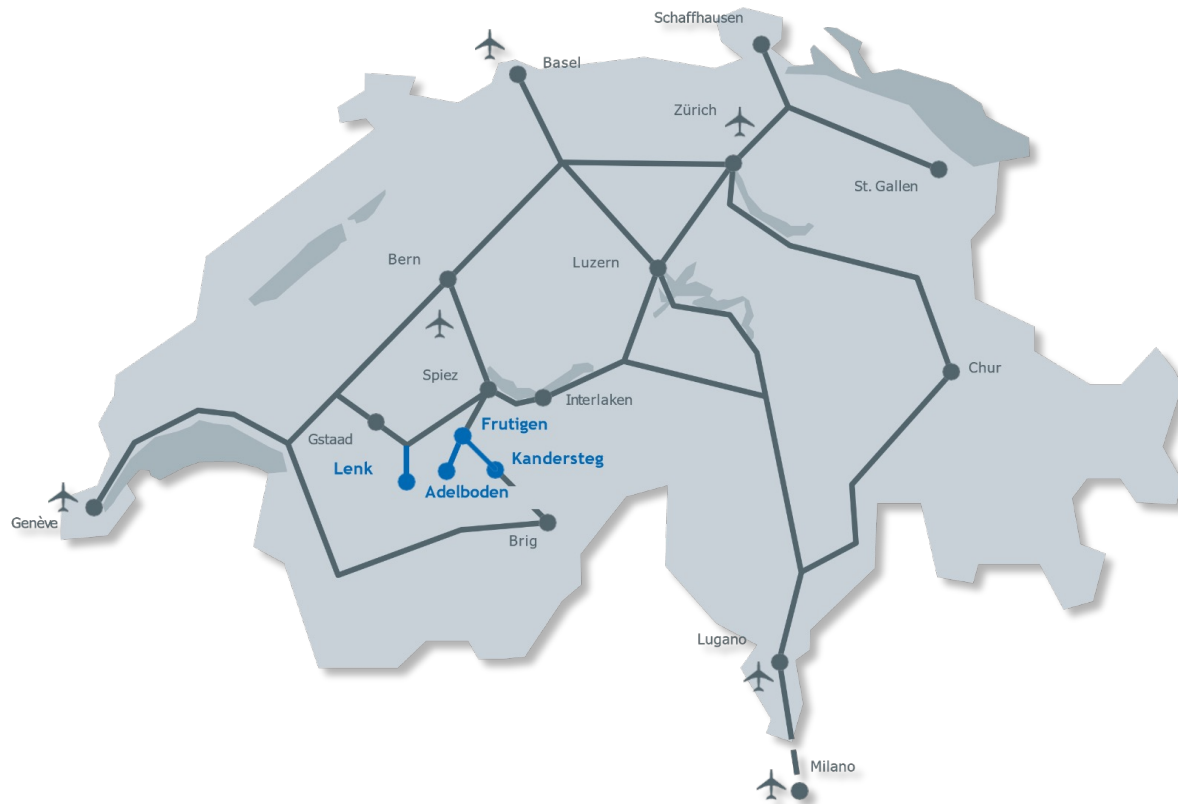 Schaffhausen
Basel
Zürich
St. Gallen
Bern
Luzern
Spiez
Chur
Interlaken
Gstaad
Frutigen
Kandersteg
Lenk
Adelboden
Genève
Brig
Lugano
Milano